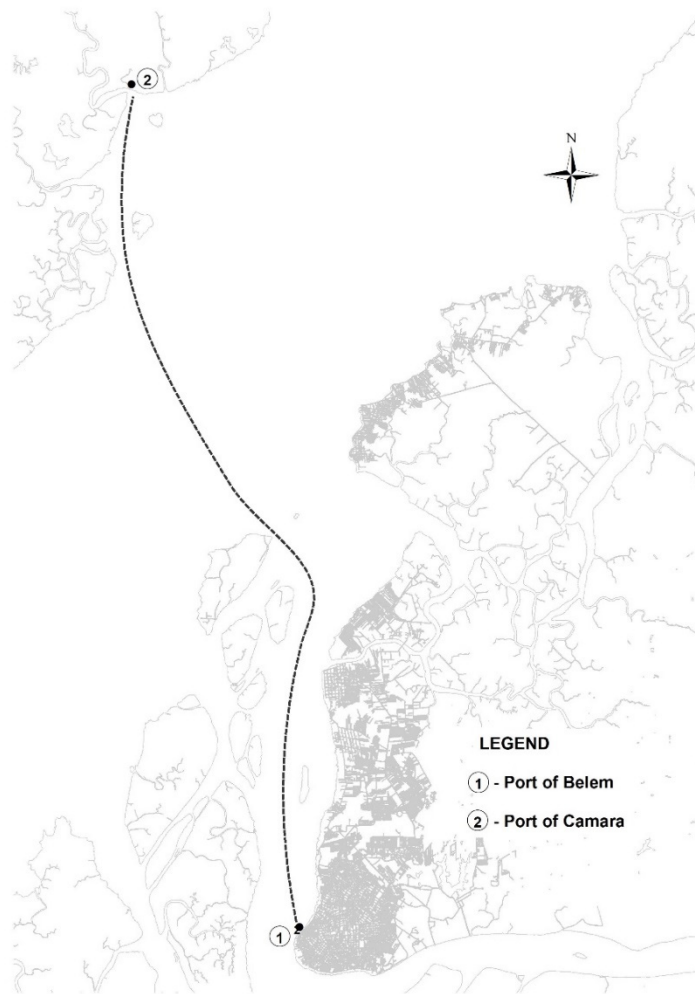 2
N
LEGEND
1 - Port of Belem
2 - Port of Camara
1